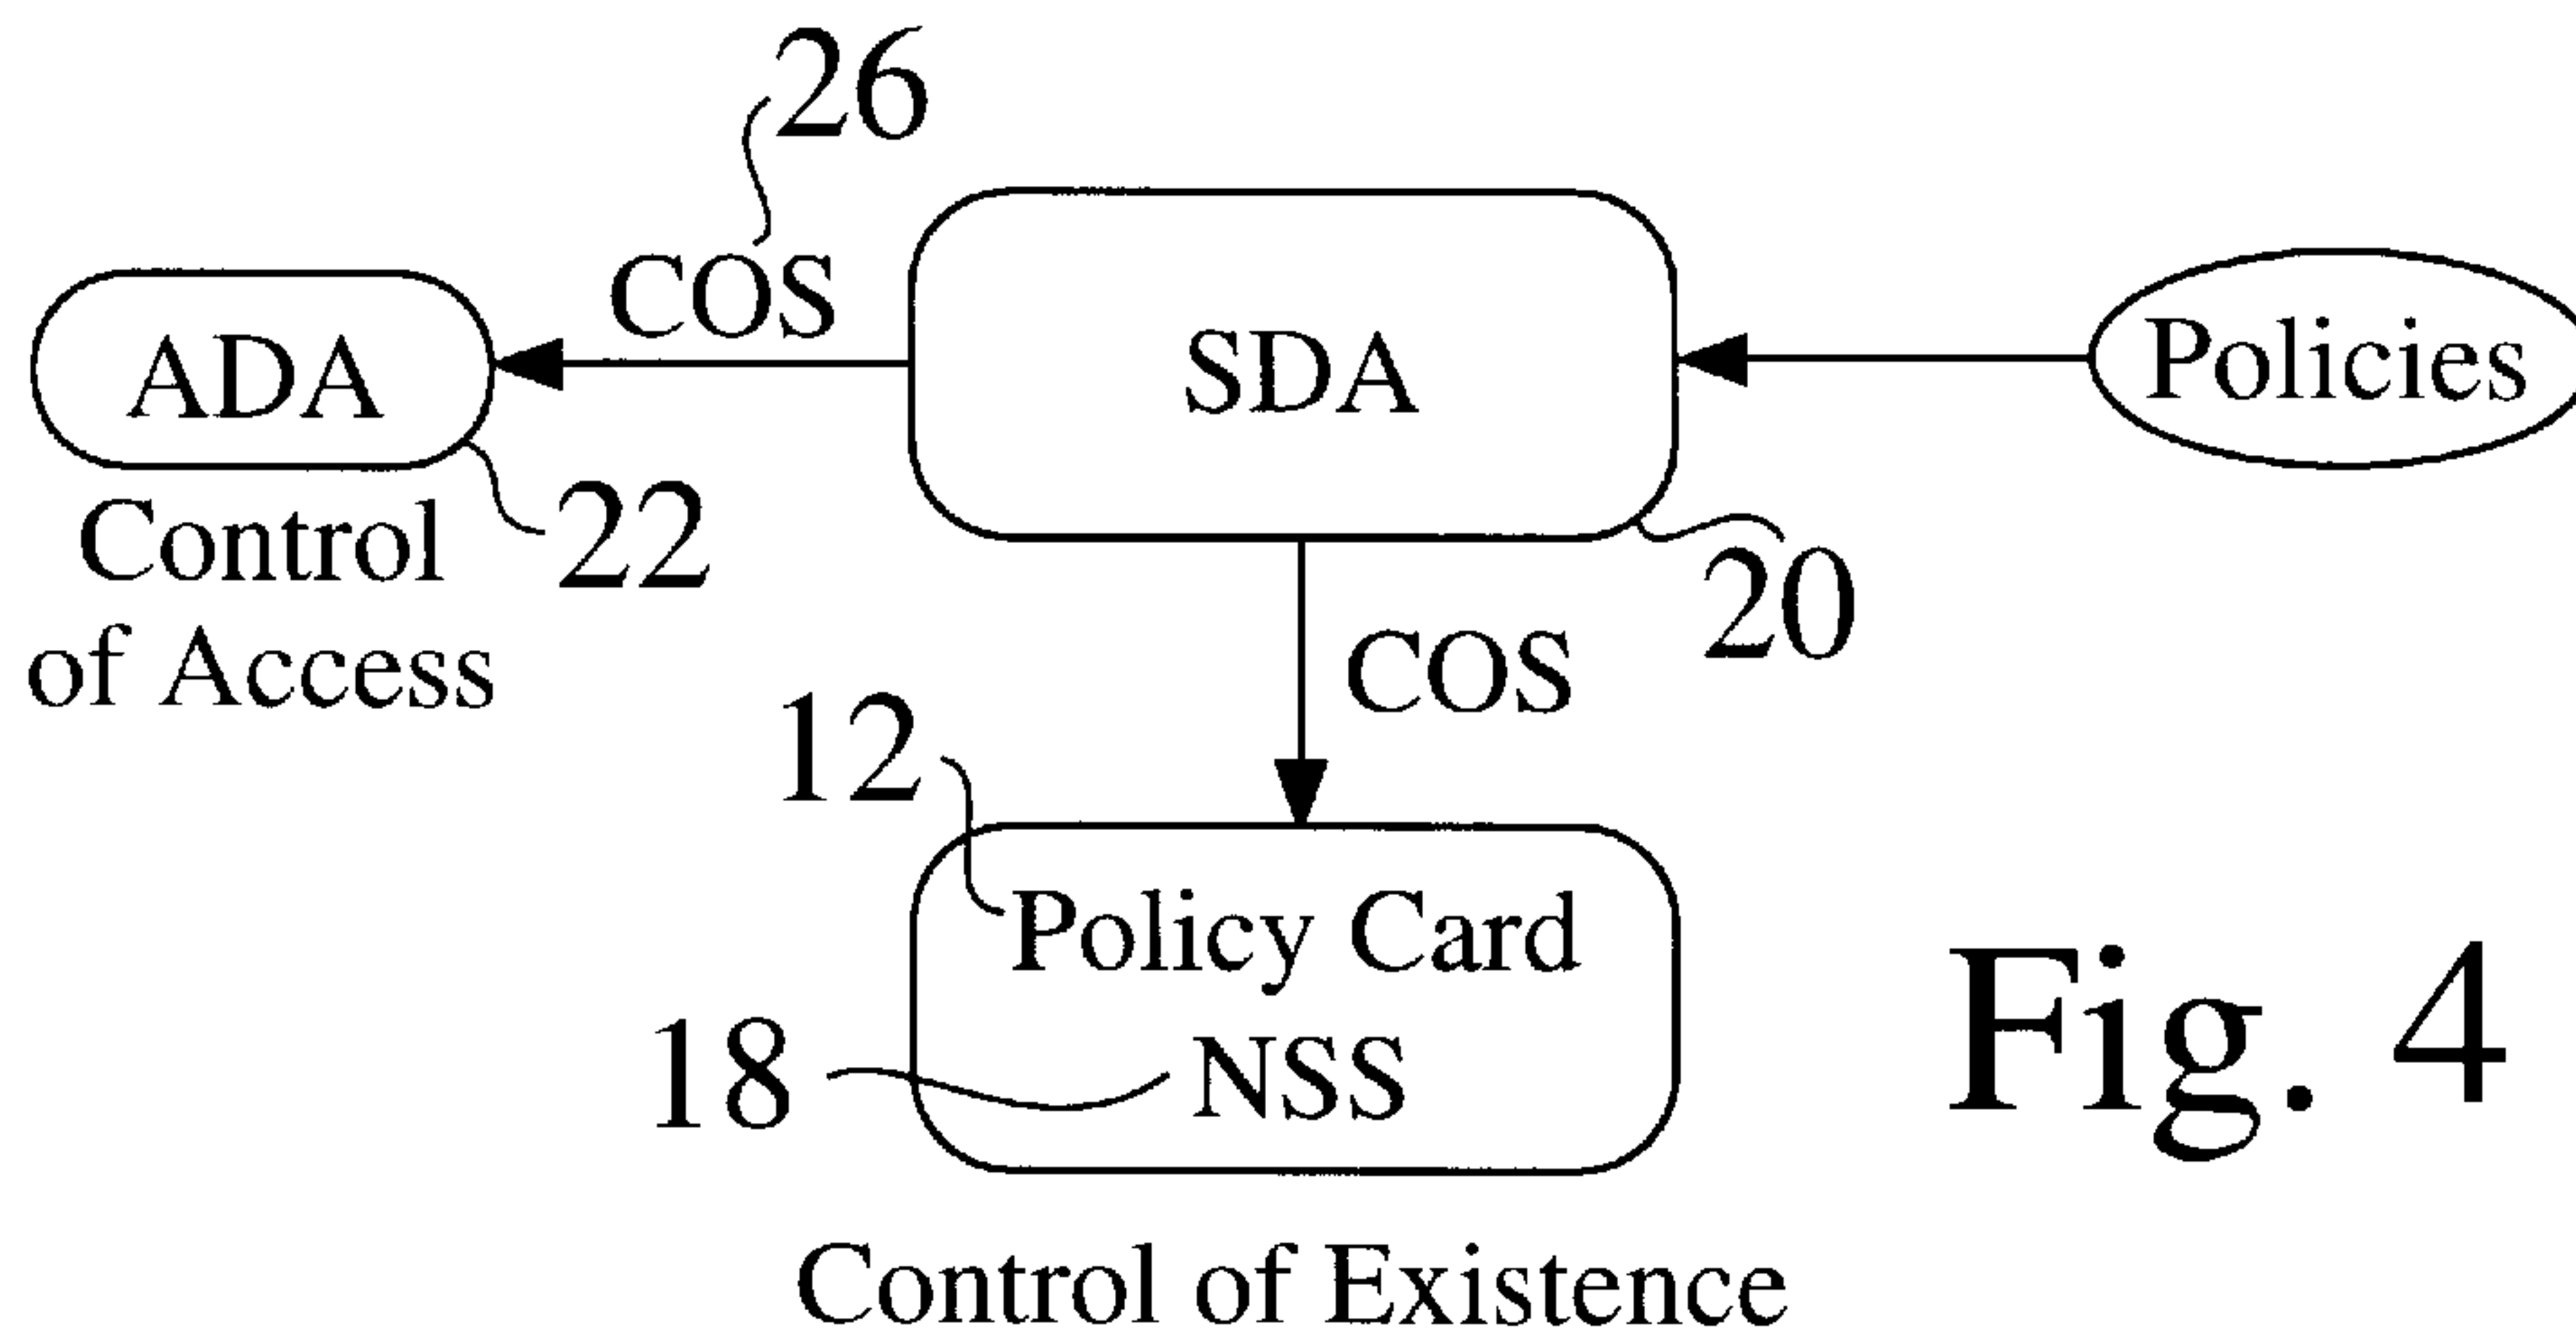 26
COS
ADA
SDA
Policies
22
Control
of Access
20
COS
12
Policy Card
18
NSS
Fig. 4
Control of Existence